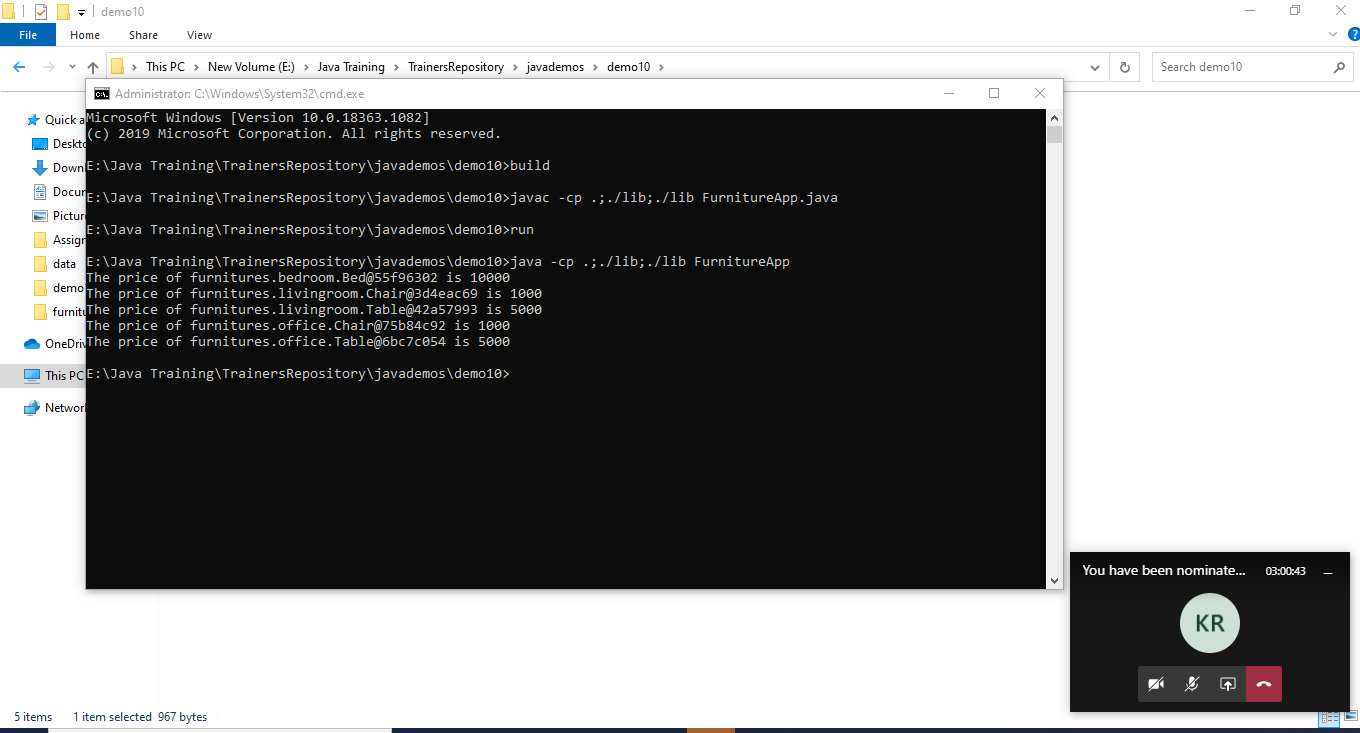 demo10
File Home Share View
This PC New Volume (E:) Java Training TrainersRepository javademos demo10
Search demo10
Administrator: C:\Windows\System32\cmd.exe
Microsoft Windows [Version 10.0.18363.1082]
(c) 2019 Microsoft Corporation. All rights reserved.
E:\Java Training\TrainersRepository\javademos\demo10>build
E:\Java Training\TrainersRepository\javademos\demo10>javac -cp .;./lib;./lib FurnitureApp.java
E:\Java Training\TrainersRepository\javademos\demo10>run
E:\Java Training\TrainersRepository\javademos\demo10>java -cp .;./lib;./lib FurnitureApp
The price of furnitures.bedroom.Bed@55f96302 is 10000
The price of furnitures.livingroom.Chair@3d4eac69 is 1000
The price of furnitures.livingroom.Table@42a57993 is 5000
The price of furnitures.office.Chair@75b84c92 is 1000
The price of furnitures.office.Table@6bc7c054 is 5000
E:\Java Training\TrainersRepository\javademos\demo10>
Quick a
Deskto
Down
Docur
Picture
Assign
data
demo
furnitu
OneDriv
This PC
Networ
You have been nominate... 03:00:43
KR
5 items 1 item selected 967 bytes